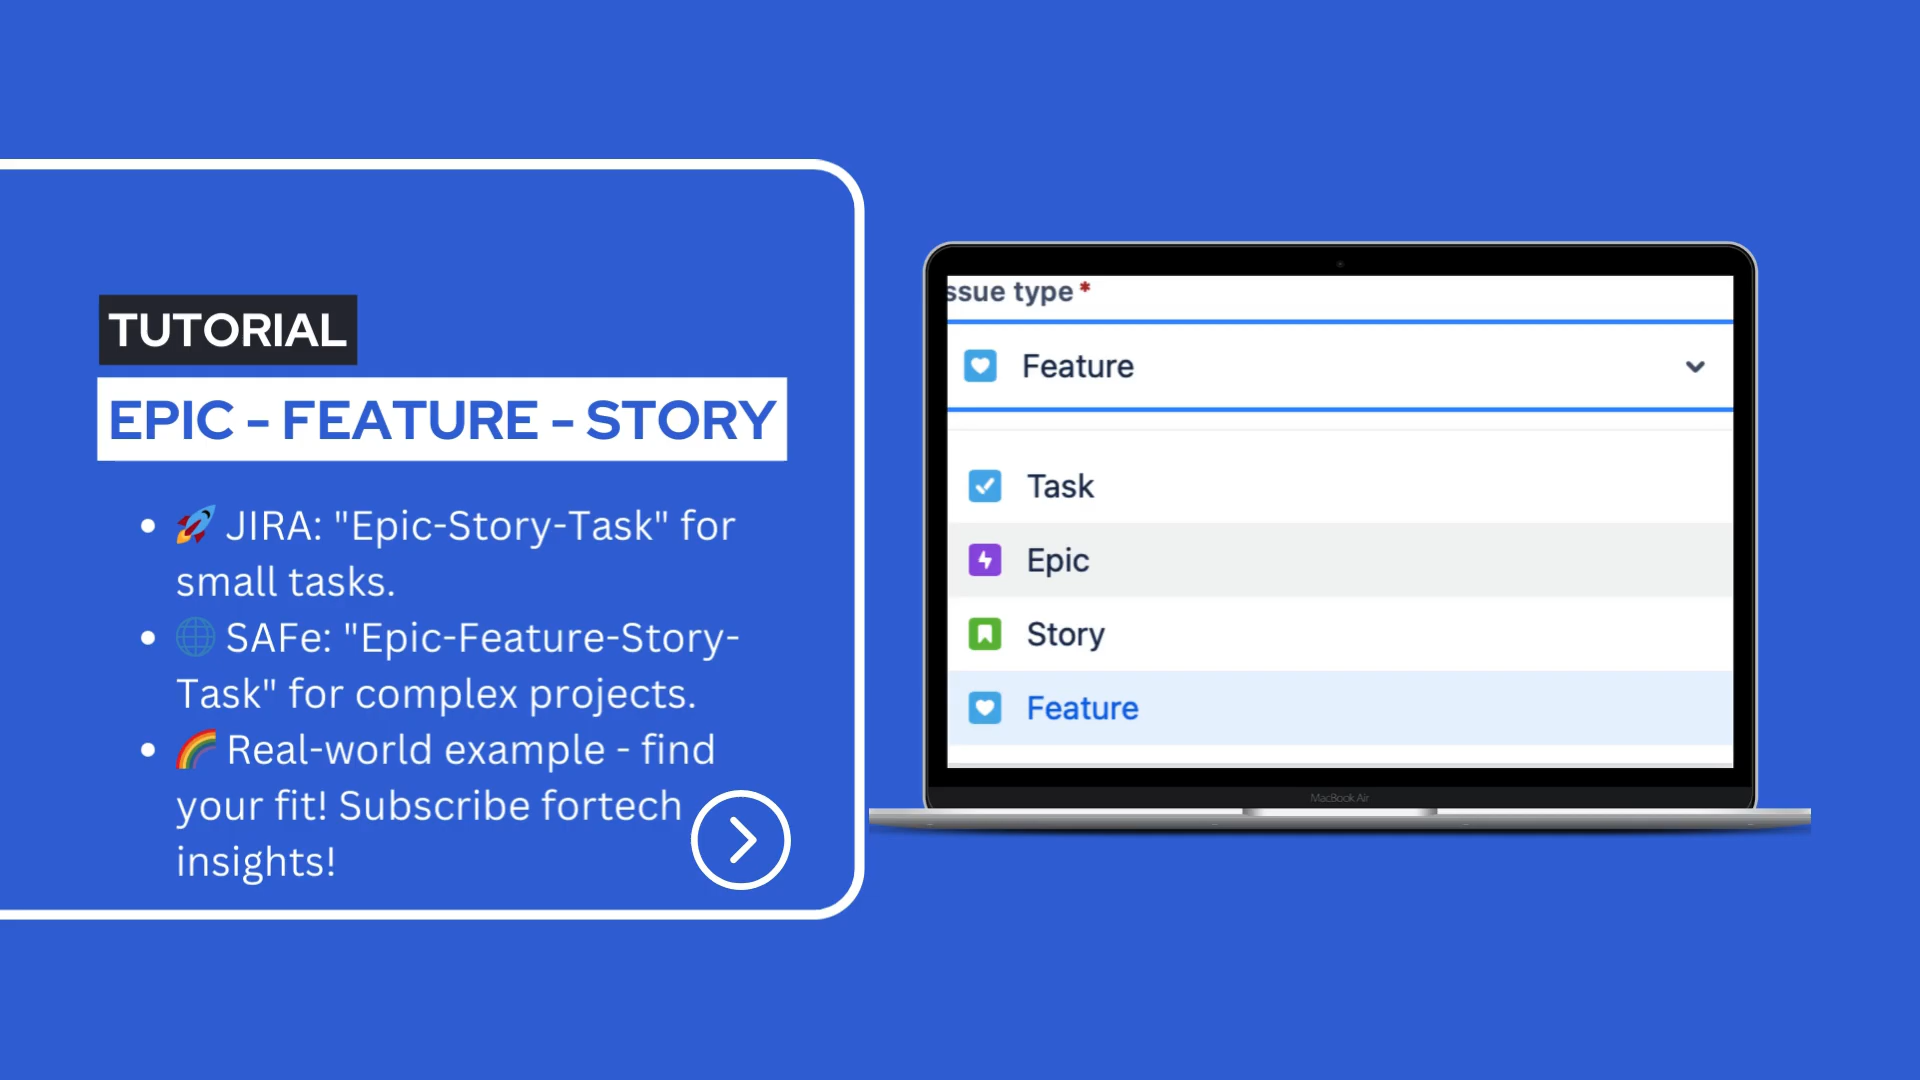 TUTORIAL
EPIC - FEATURE - STORY
• 🚀 JIRA: "Epic-Story-Task" for
small tasks.
• 🌐 SAFe: "Epic-Feature-Story-
Task" for complex projects.
• 🌈 Real-world example - find
your fit! Subscribe fortech
insights!
ssue type *
Feature
Task
Epic
Story
Feature
MacBook Air